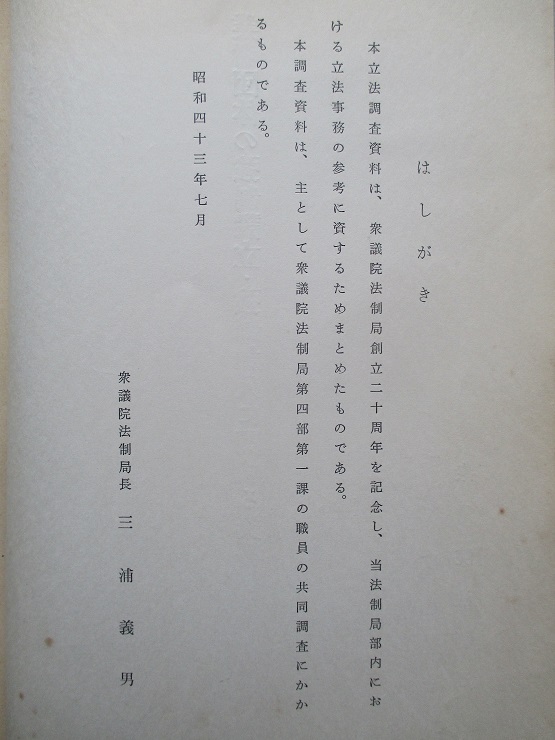 はしがき
本立法調査資料は、衆議院法制局創立二十周年を記念し、当法制局部内にお
ける立法事務の参考に資するためまとめたものである。
本調査資料は、主として衆議院法制局第四部第一課の職員の共同調査にかか
るものである。
昭和四十三年七月
衆議院法制局長 三浦義男